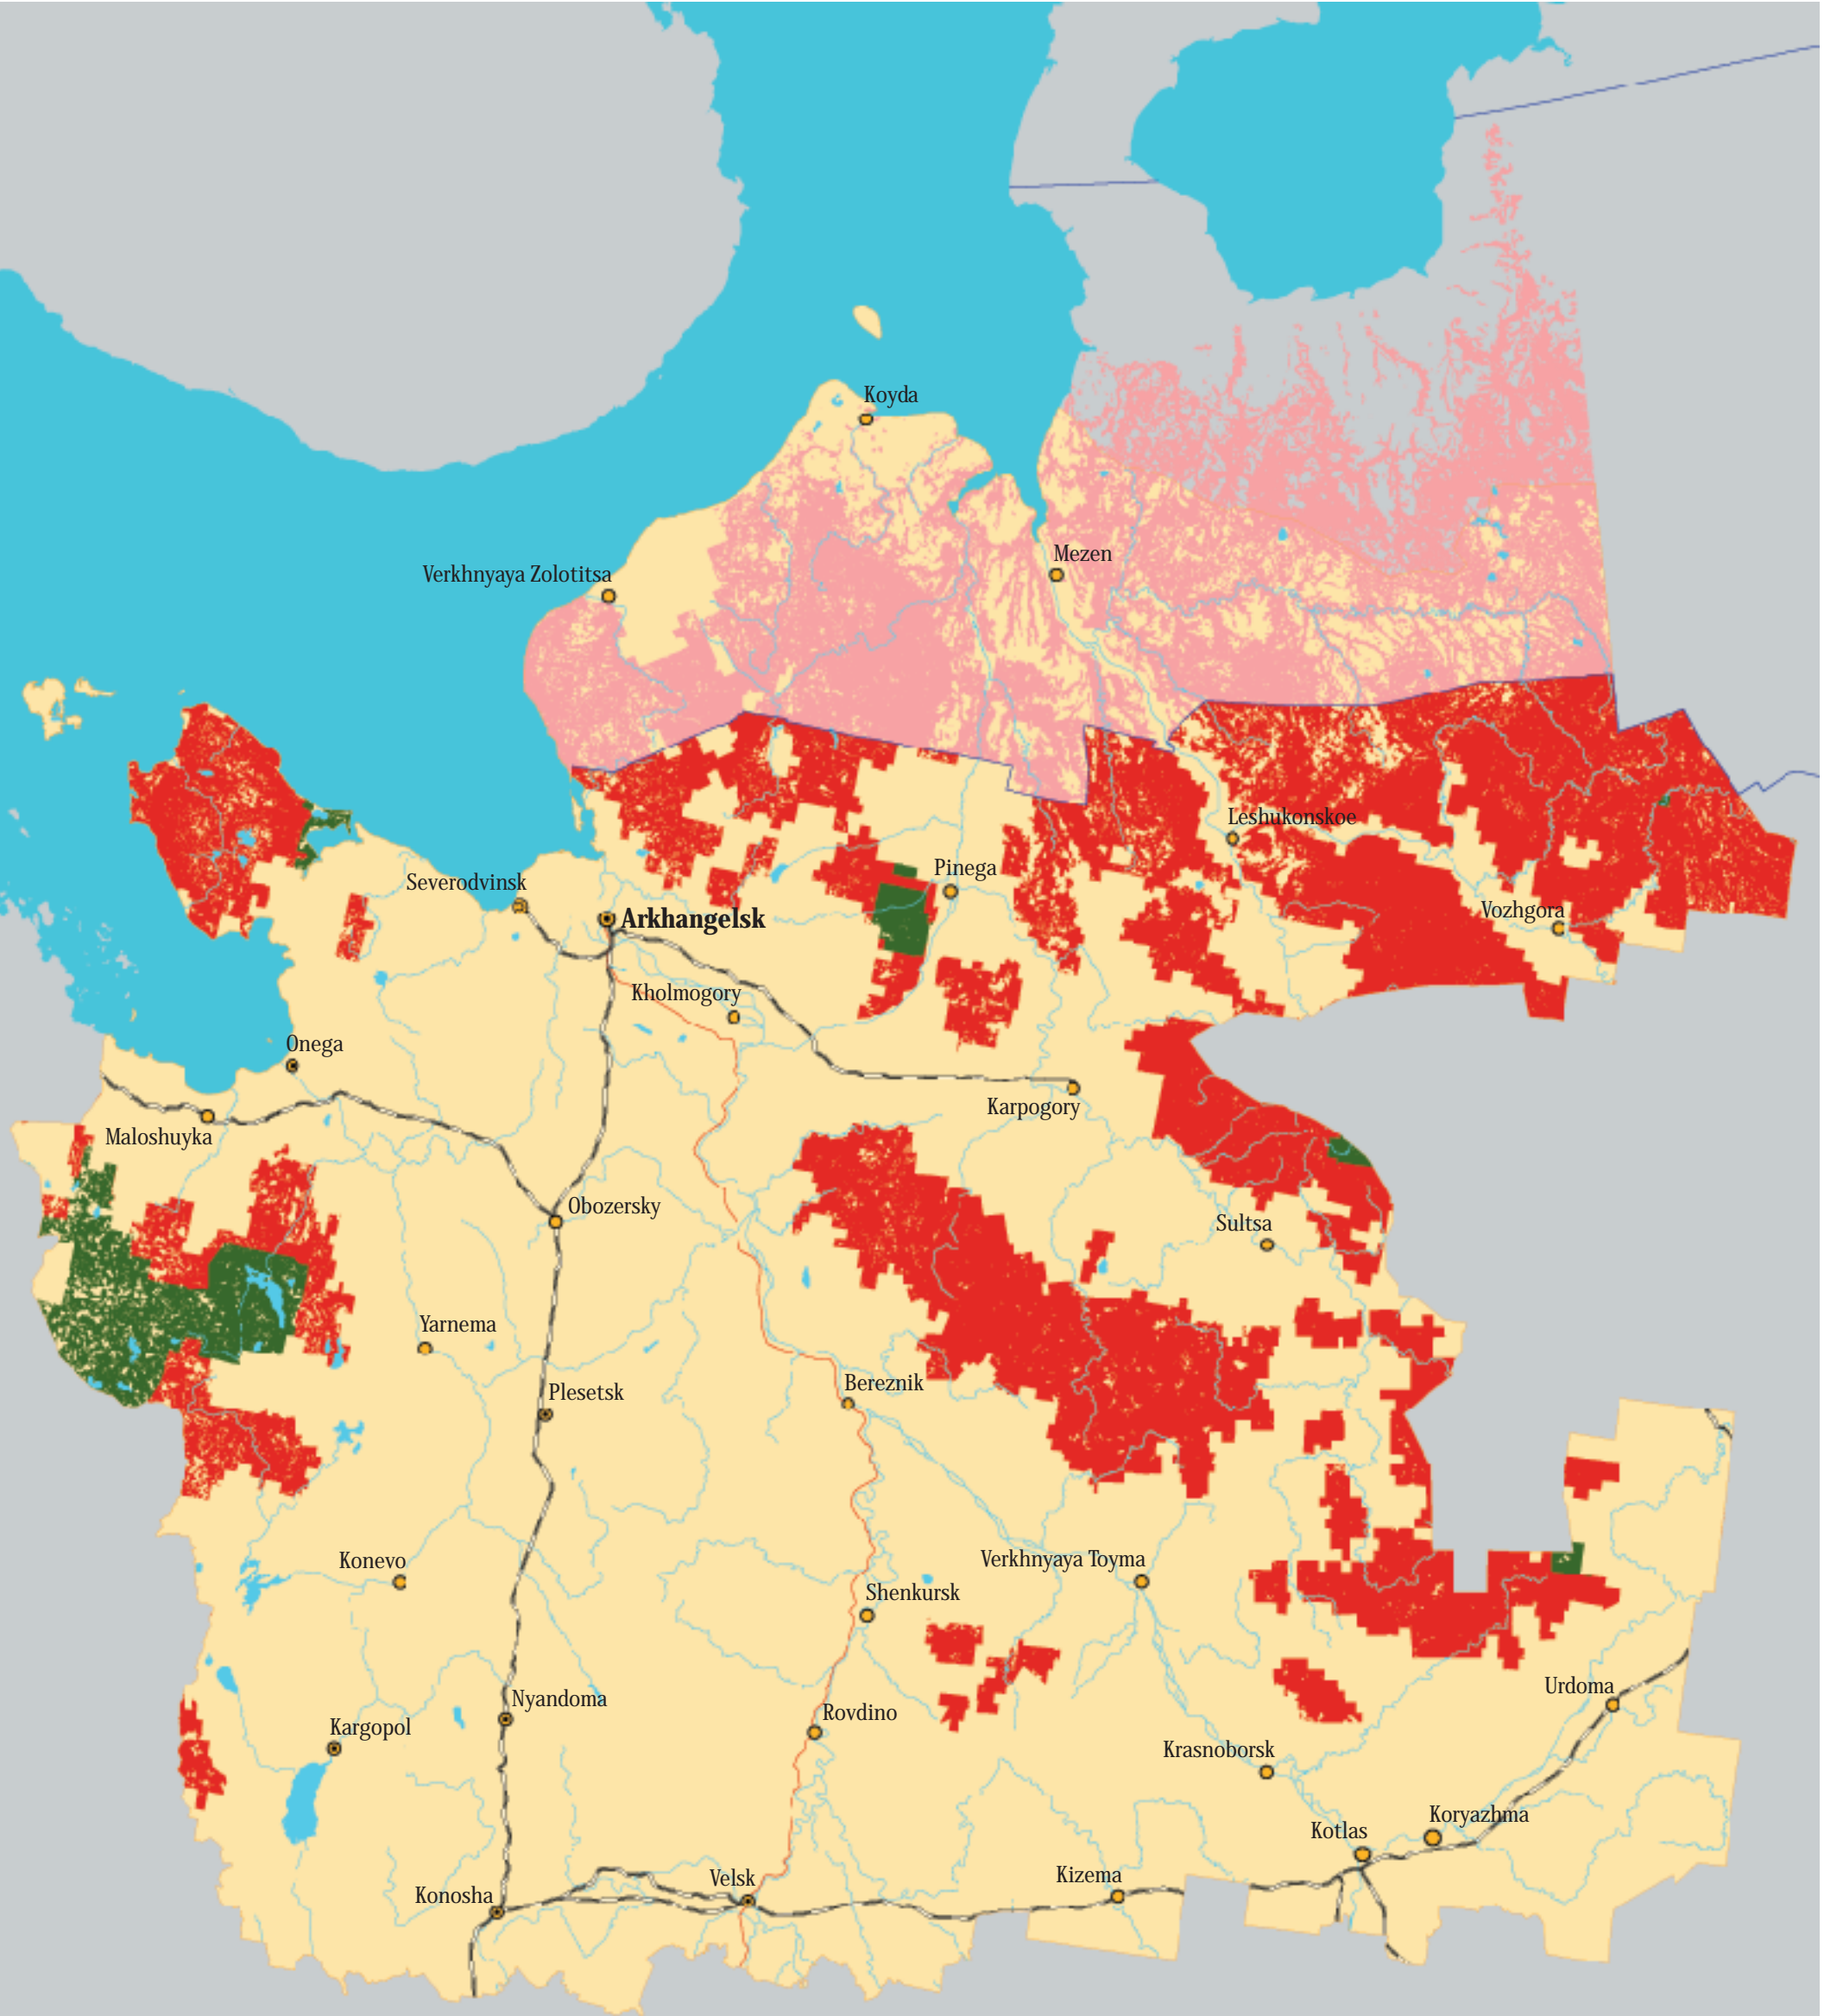 Koyda
Mezen
Verkhnyaya Zolotitsa
Leshukonskoe
Pinega
Severodvinsk
Arkhangelsk
Vozhgora
Kholmogory
Onega
Karpogory
Maloshuyka
Obozersky
Sultsa
Yarnema
Bereznik
Plesetsk
Verkhnyaya Toyma
Konevo
Shenkursk
Urdoma
Nyandoma
Rovdino
Kargopol
Krasnoborsk
Koryazhma
Kotlas
Kizema
Velsk
Konosha